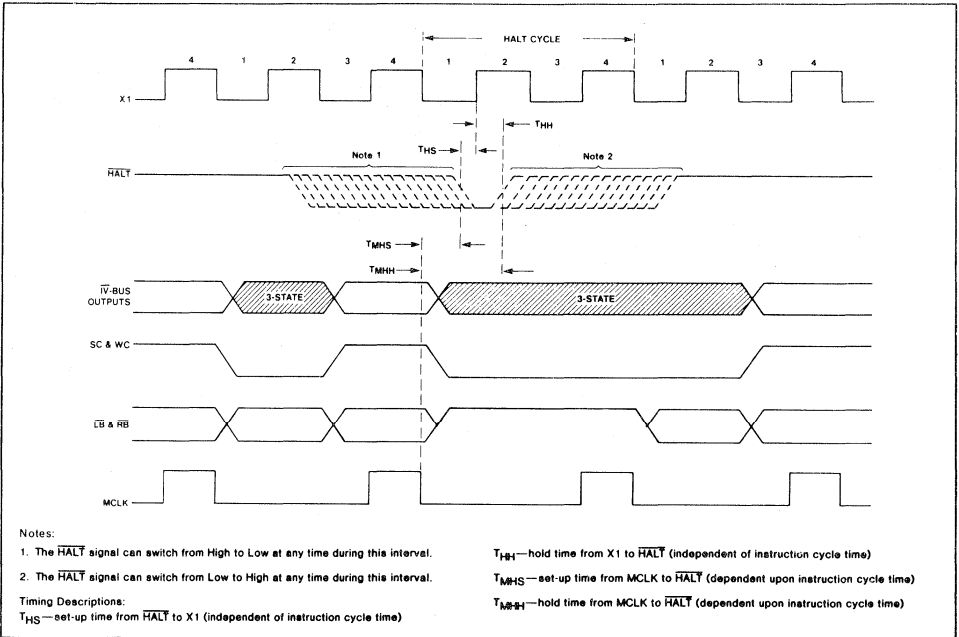 HALT CYCLE
4 1 2 3 4 1 2 3 4 1 2 3 4
X1
THH
THS
Note 1
Note 2
HALT
TMHS
TMHH
IV-BUS
OUTPUTS
3-STATE
3-STATE
SC & WC
LB & RB
MCLK
Notes:
1. The HALT signal can switch from High to Low at any time during this interval.
2. The HALT signal can switch from Low to High at any time during this interval.
Timing Descriptions:
THS—set-up time from HALT to X1 (independent of instruction cycle time)
THH—hold time from X1 to HALT (independent of instruction cycle time)
TMHS—set-up time from MCLK to HALT (dependent upon instruction cycle time)
TMHH—hold time from MCLK to HALT (dependent upon instruction cycle time)